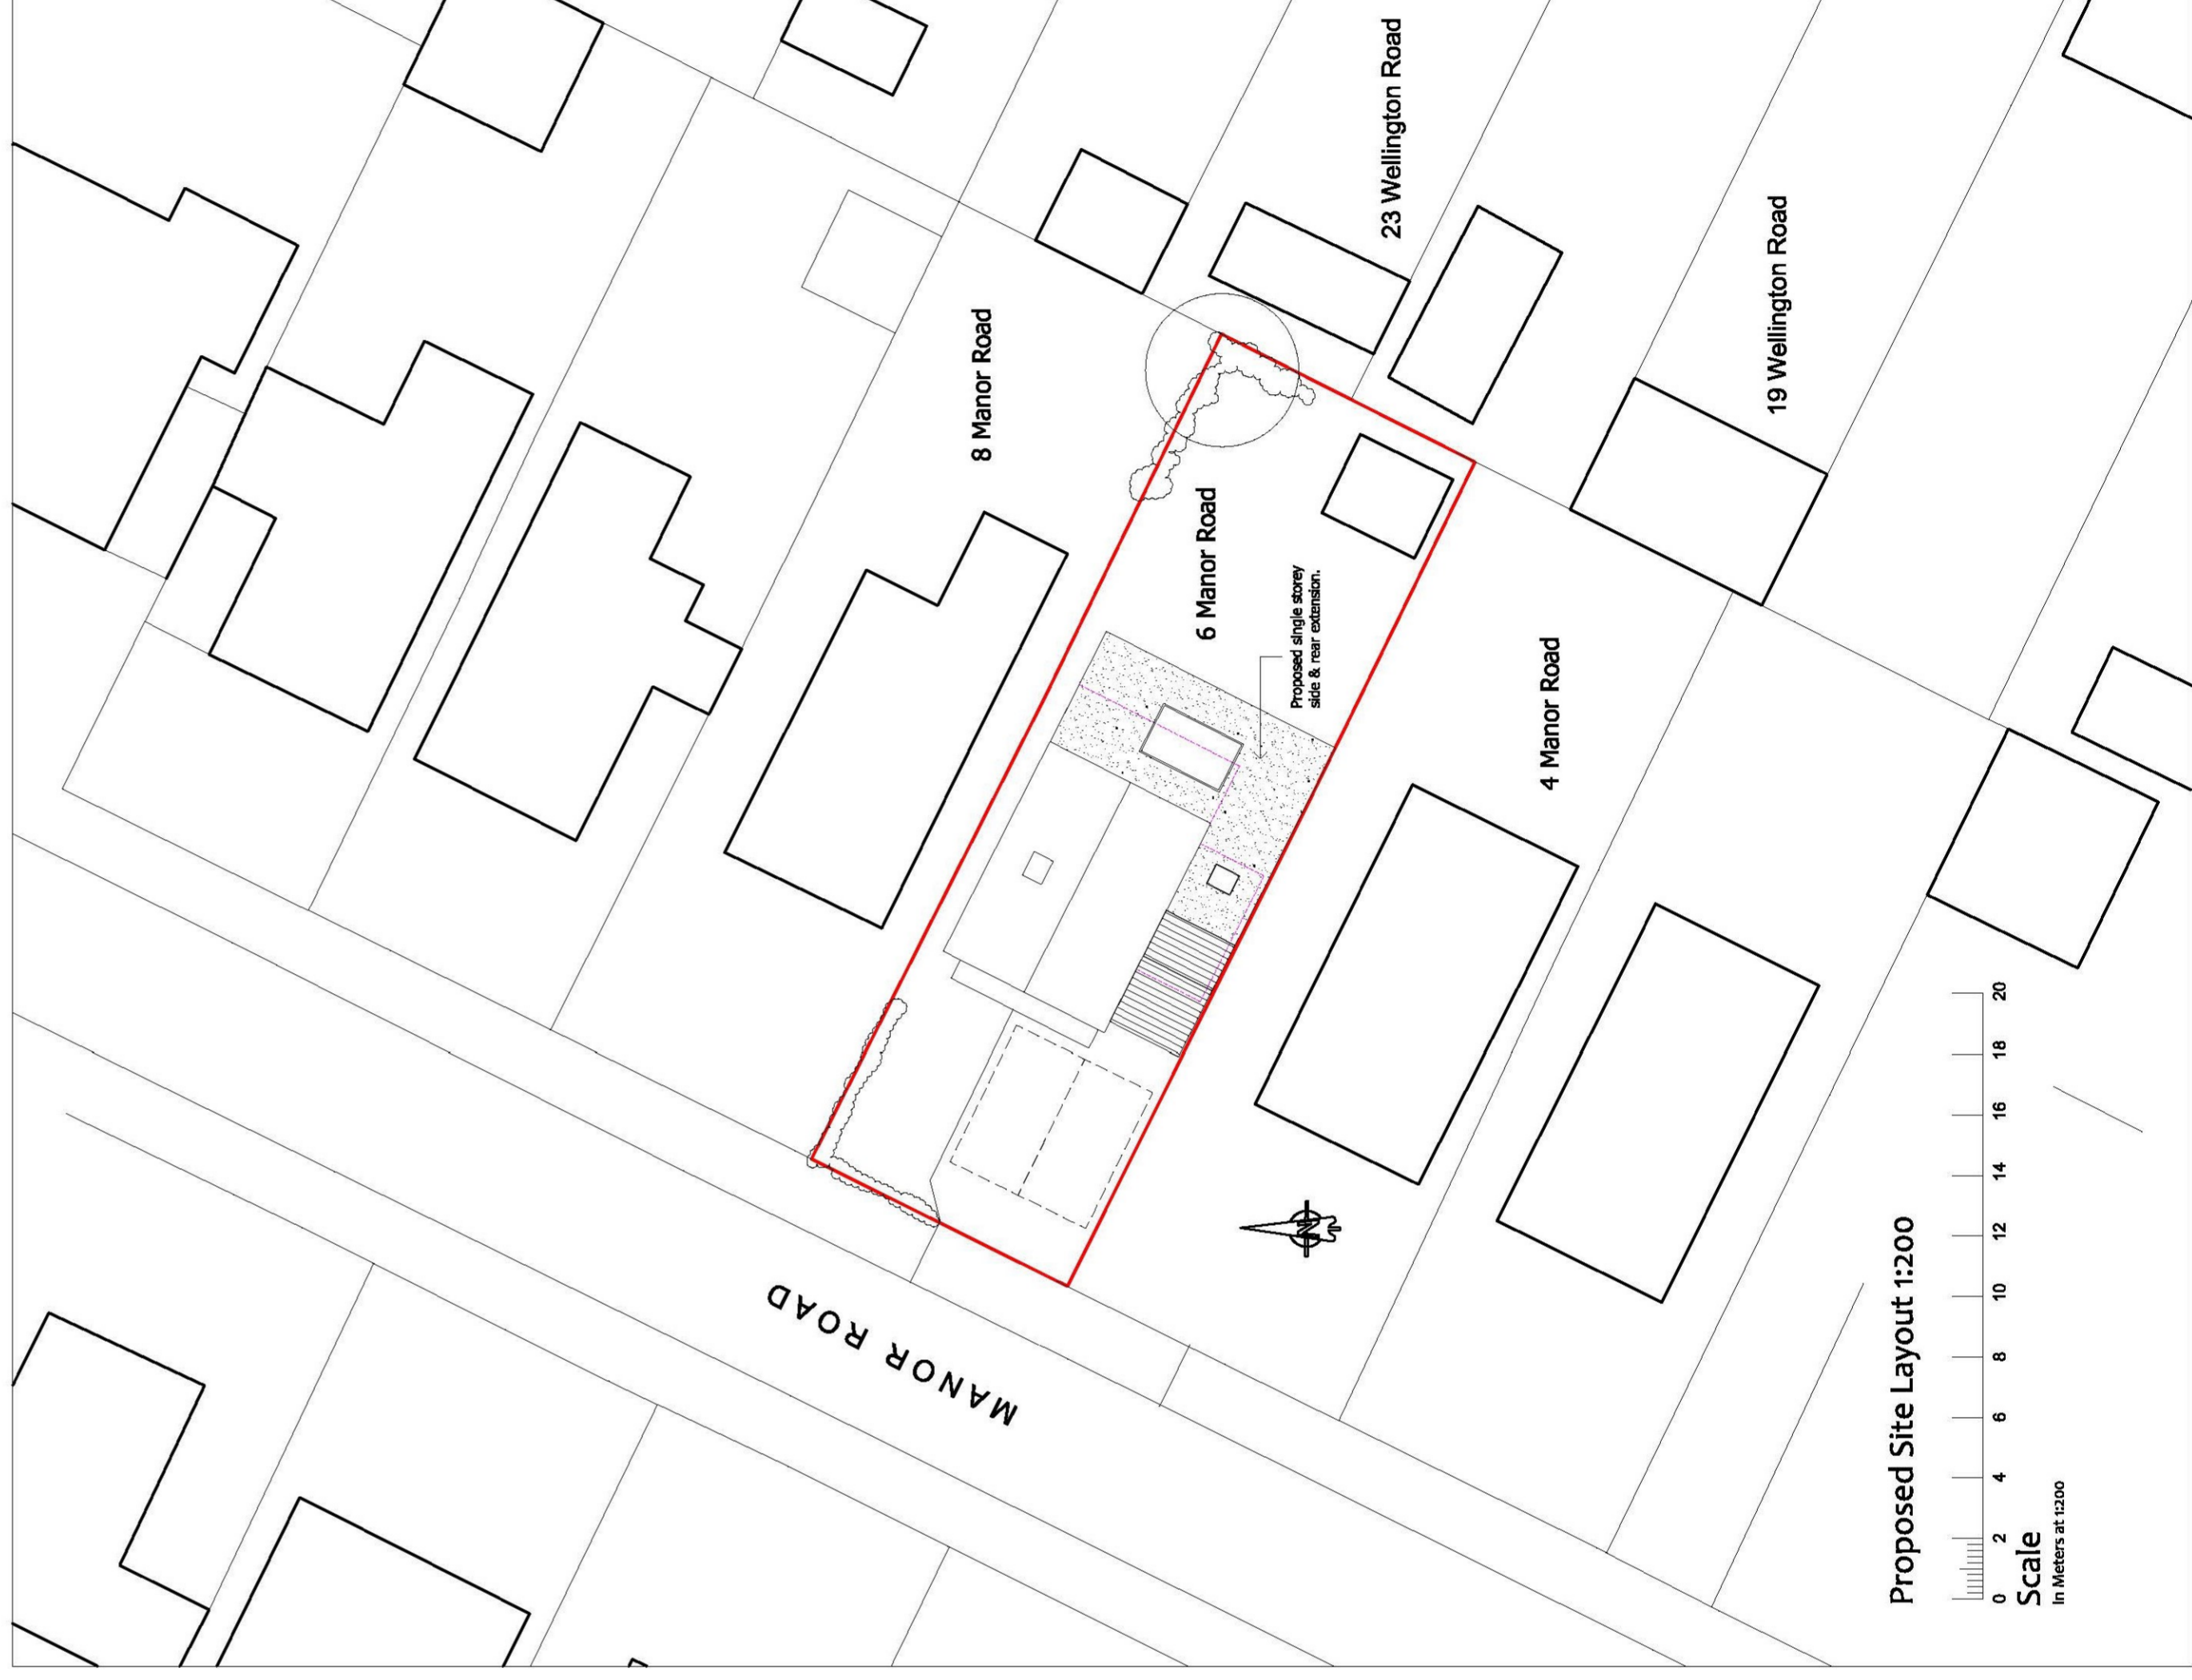 23 Wellington Road
19 Wellington Road
8 Manor Road
6 Manor Road
Proposed single storey
side & rear extension.
4 Manor Road
MANOR ROAD
N
Proposed Site Layout 1:200
0 2 4 6 8 10 12 14 16 18 20
Scale
In Meters at 1:200